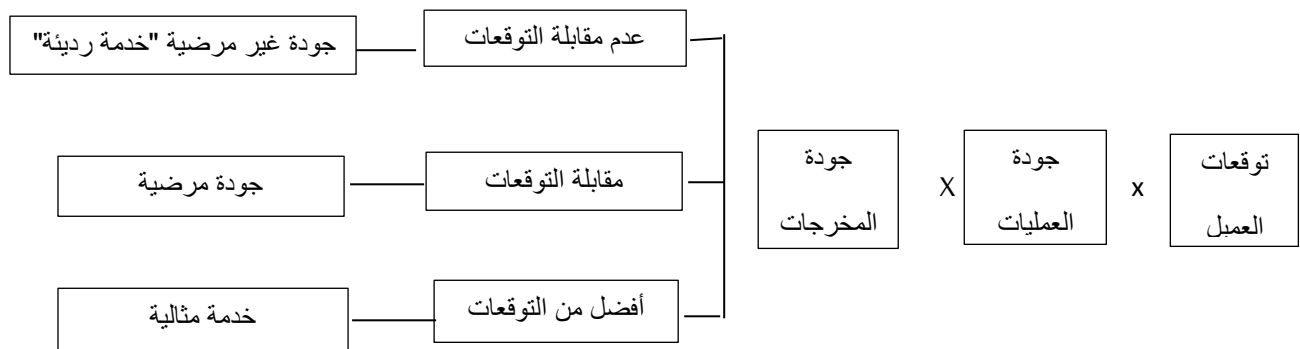 عدم مقابلة التوقعات
جودة غير مرضية "خدمة رديئة"
توقعات
العميل
x
جودة
العمليات
X
جودة
المخرجات
مقابلة التوقعات
جودة مرضية
أفضل من التوقعات
خدمة مثالية